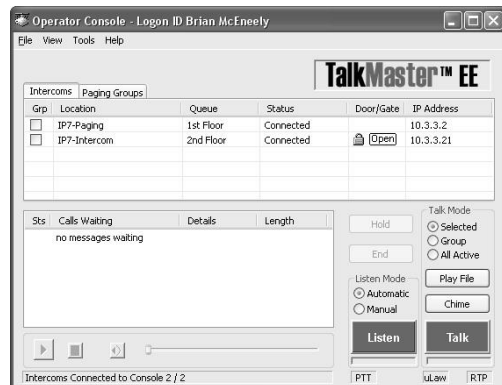 Operator Console - Logon ID Brian McEneely
File View Tools Help
TalkMaster™ EE
Intercoms Paging Groups
Grp Location Queue Status Door/Gate IP Address
IP7-Paging 1st Floor Connected 10.3.3.2
IP7-Intercom 2nd Floor Connected Open 10.3.3.21
Sts Calls Waiting Details Length
no messages waiting
Hold
End
Talk Mode
Selected
Group
All Active
Listen Mode
Automatic
Manual
Play File
Chime
Listen
Talk
Intercoms Connected to Console 2 / 2
PTT uLaw RTP